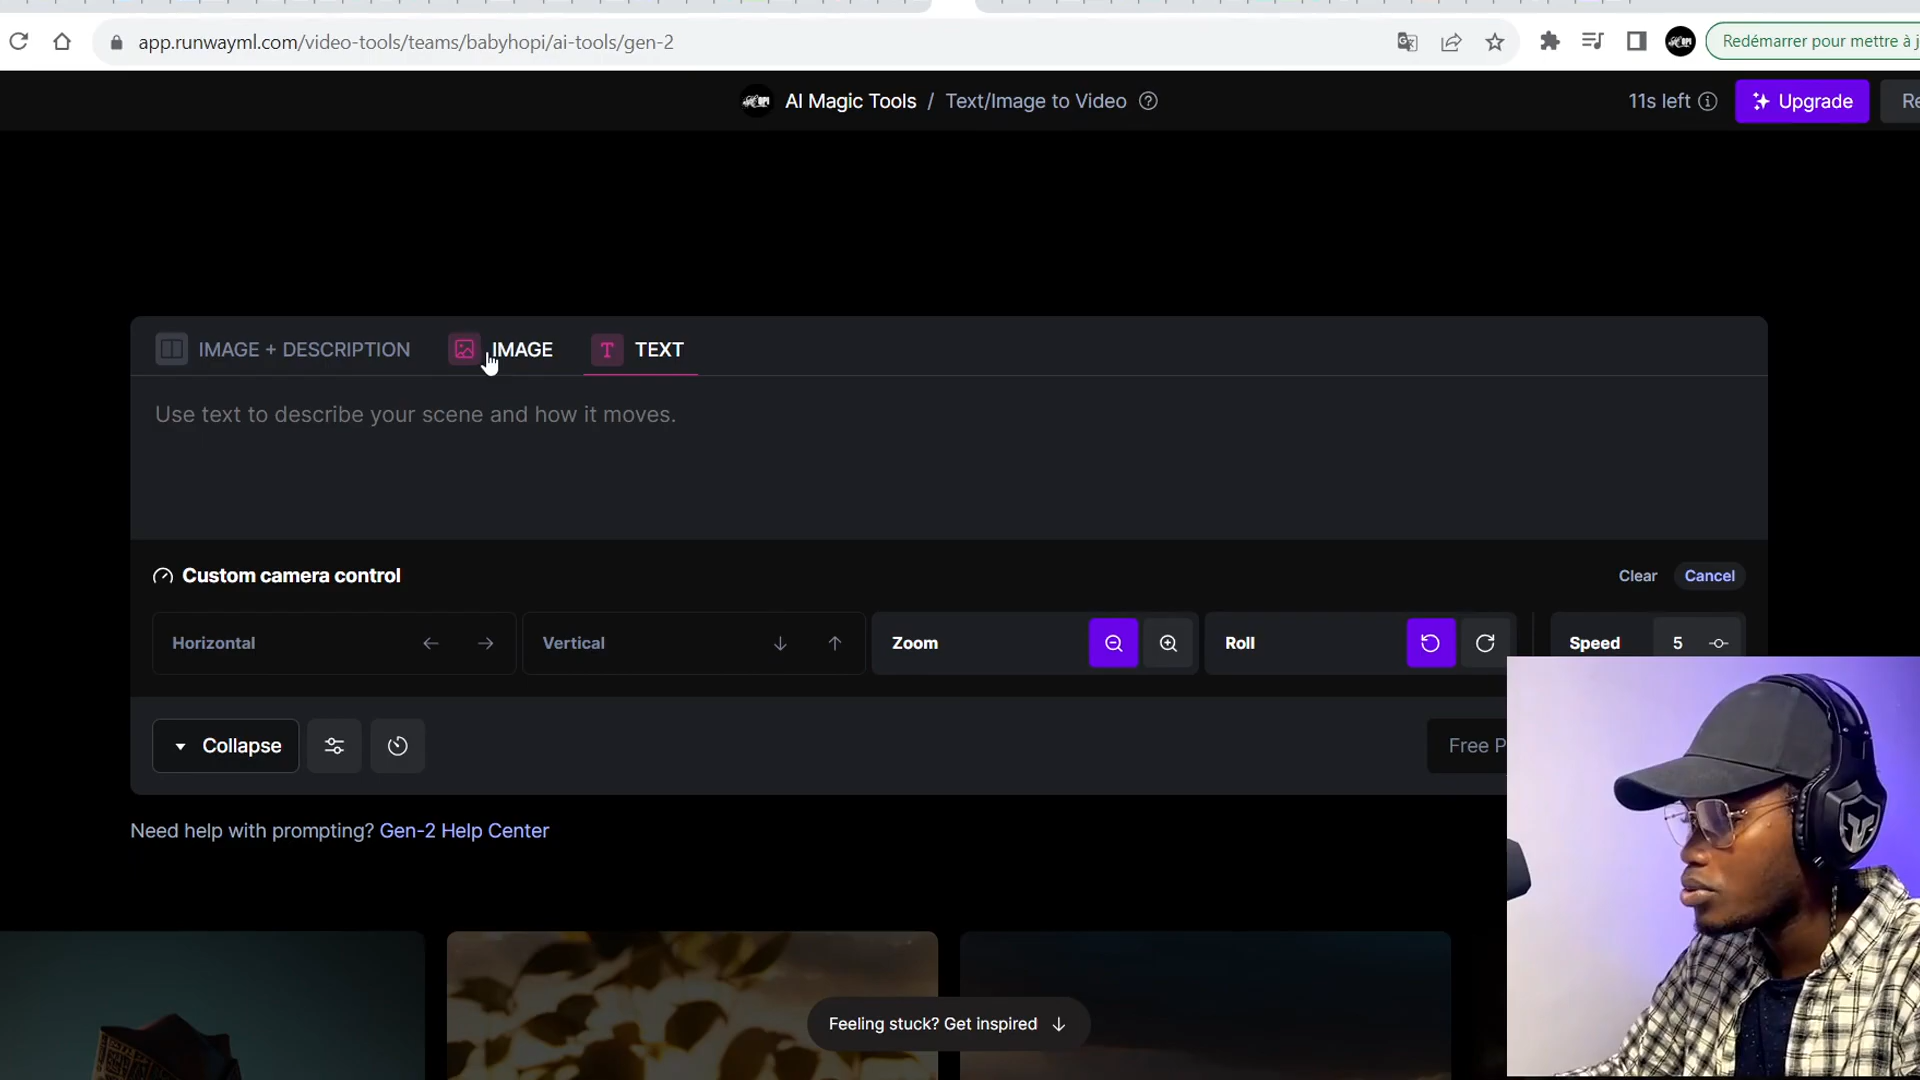 app.runwayml.com/video-tools/teams/babyhopi/ai-tools/gen-2
Redémarrer pour mettre à j
AI Magic Tools / Text/Image to Video
11s left
Upgrade
Re
IMAGE + DESCRIPTION
IMAGE
T TEXT
Use text to describe your scene and how it moves.
Custom camera control
Clear
Cancel
Horizontal
Vertical
Zoom
Roll
Speed 5
Collapse
Free P
Need help with prompting? Gen-2 Help Center
Feeling stuck? Get inspired